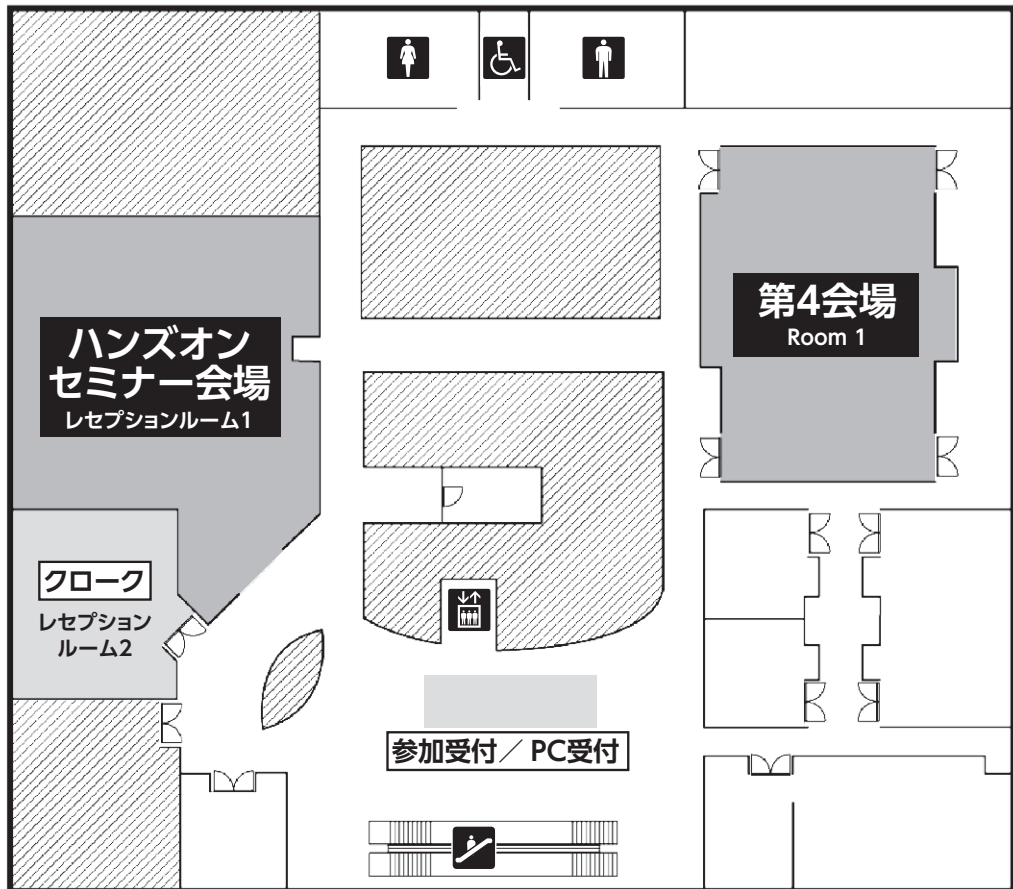 ハンズオン
セミナー会場
レセプションルーム1
第4会場
Room 1
クローク
レセプション
ルーム2
参加受付／PC受付